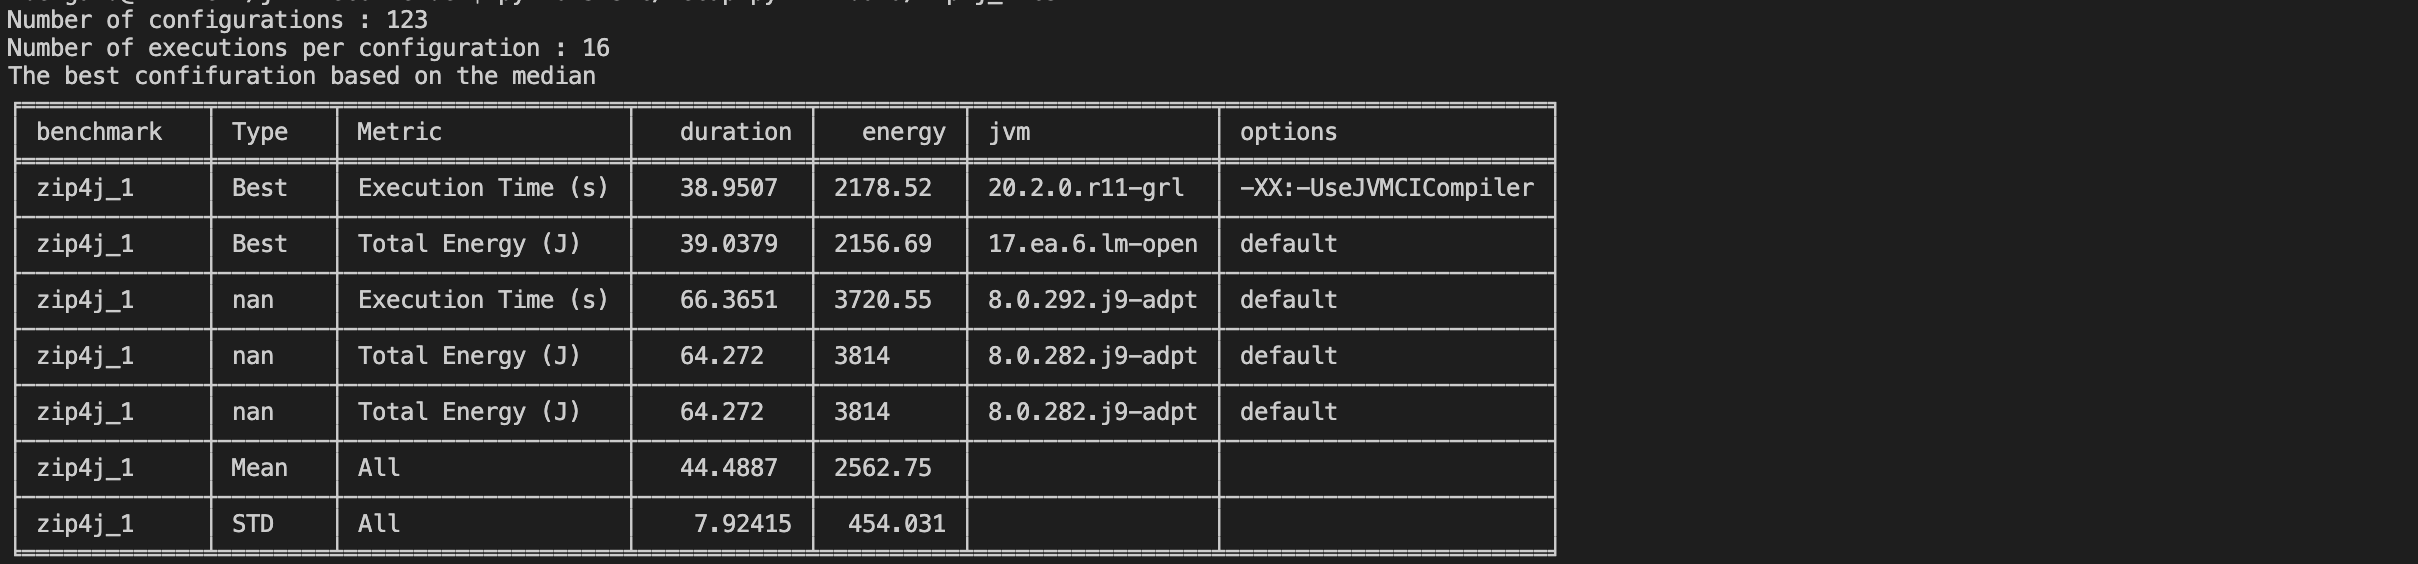 Number of configurations : 123
Number of executions per configuration : 16
The best confifuration based on the median
benchmark Type Metric duration energy jvm options
zip4j_1 Best Execution Time (s) 38.9507 2178.52 20.2.0.r11-grl -XX:-UseJVMCICompiler
zip4j_1 Best Total Energy (J) 39.0379 2156.69 17.ea.6.lm-open default
zip4j_1 nan Execution Time (s) 66.3651 3720.55 8.0.292.j9-adpt default
zip4j_1 nan Total Energy (J) 64.272 3814 8.0.282.j9-adpt default
zip4j_1 nan Total Energy (J) 64.272 3814 8.0.282.j9-adpt default
zip4j_1 Mean All 44.4887 2562.75
zip4j_1 STD All 7.92415 454.031